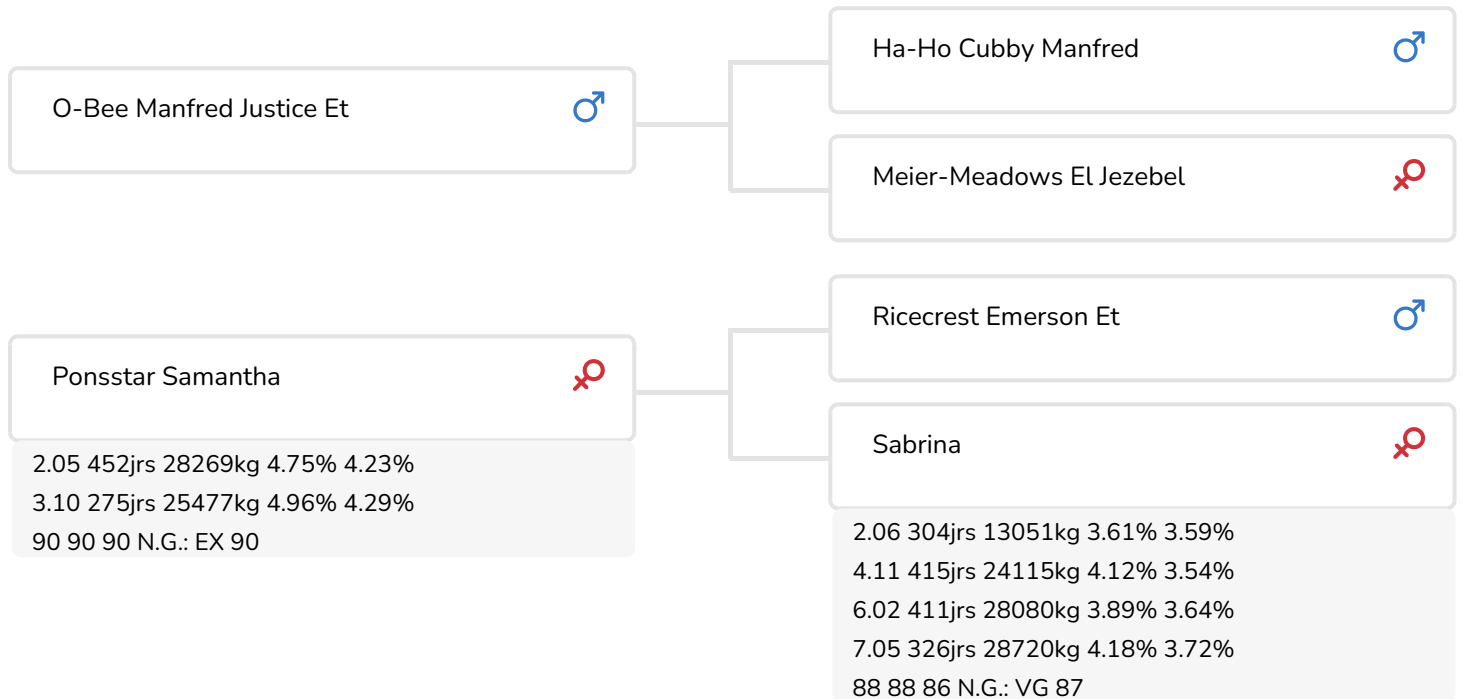 O-Bee Manfred Justice Et
Ha-Ho Cubby Manfred
Meier-Meadows El Jezebel
Ponsstar Samantha
2.05 452jrs 28269kg 4.75% 4.23%
3.10 275jrs 25477kg 4.96% 4.29%
90 90 90 N.G.: EX 90
Ricecrest Emerson Et
Sabrina
2.06 304jrs 13051kg 3.61% 3.59%
4.11 415jrs 24115kg 4.12% 3.54%
6.02 411jrs 28080kg 3.89% 3.64%
7.05 326jrs 28720kg 4.18% 3.72%
88 88 86 N.G.: VG 87